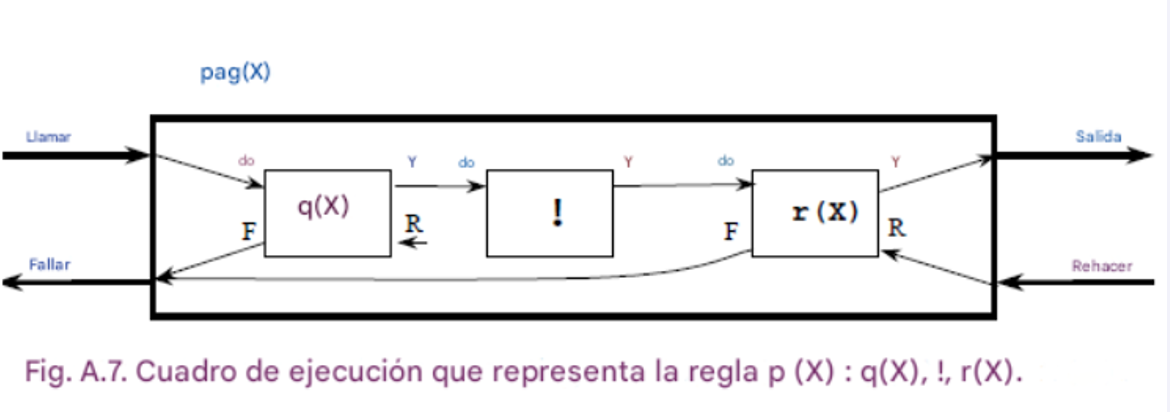 pag(X)
Llamar
Salida
do
Y
do
Y
do
Y
q(X)
!
r(X)
F
R
F
R
Fallar
Rehacer
Fig. A.7. Cuadro de ejecución que representa la regla p (X) : q(X), !, r(X).